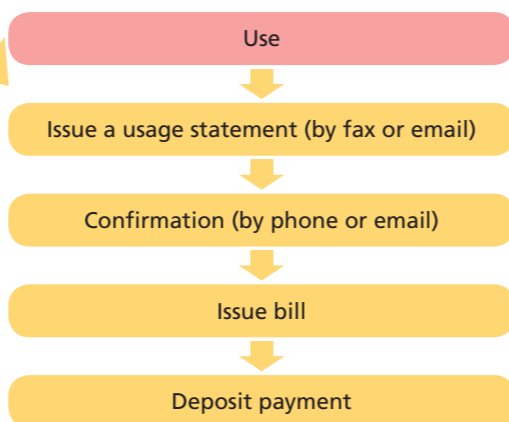 Use
Issue a usage statement (by fax or email)
Confirmation (by phone or email)
Issue bill
Deposit payment